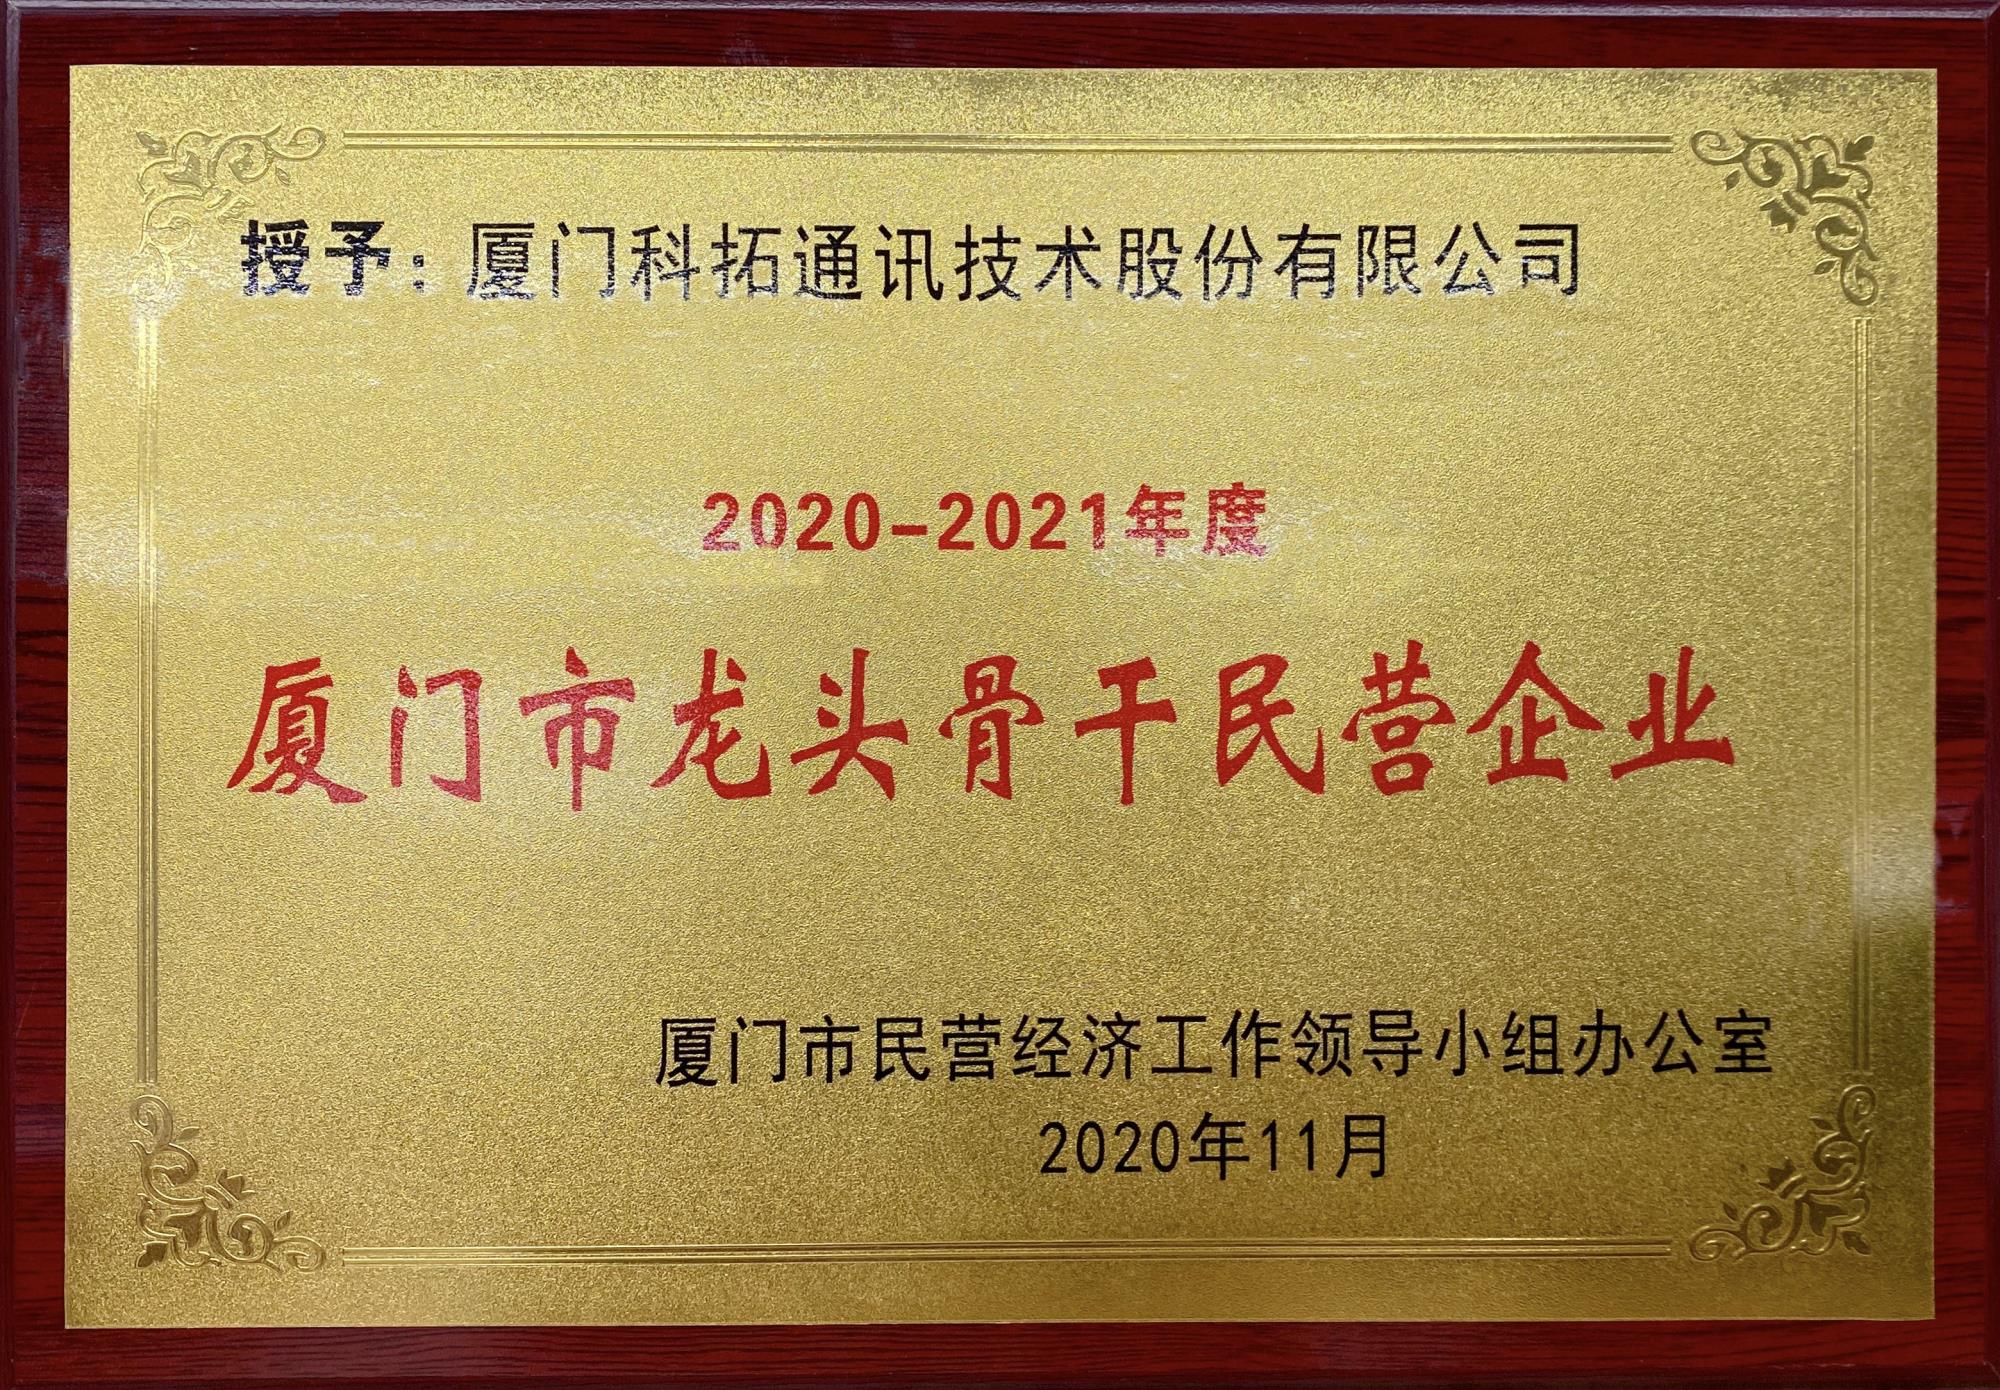 授予：厦门科拓通讯技术股份有限公司
2020-2021年度
厦门市龙头骨干民营企业
厦门市民营经济工作领导小组办公室
2020年11月